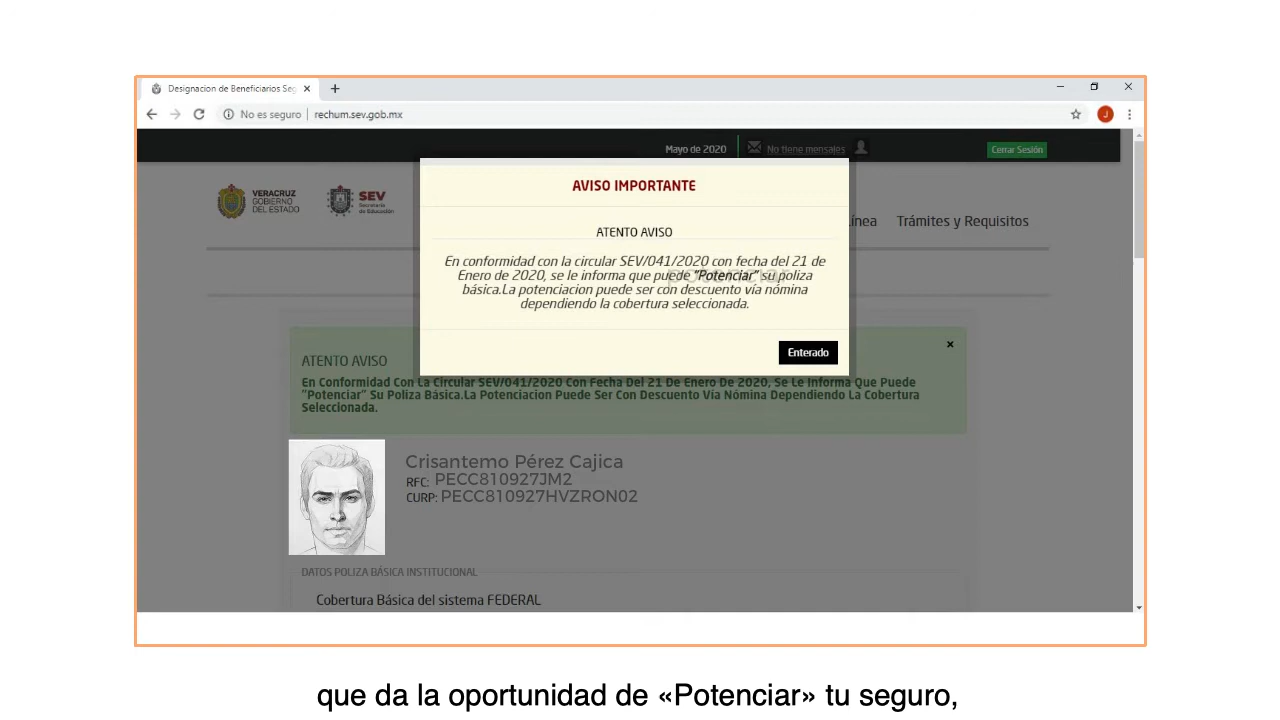 Designacion de Beneficiarios Seg
No es seguro | rechum.sev.gob.mx
Mayo de 2020
No tiene mensajes
Cerrar Sesión
VERACRUZ
GOBIERNO
DEL ESTADO
SEV
Secretaría
de Educación
Línea
Trámites y Requisitos
AVISO IMPORTANTE
ATENTO AVISO
En conformidad con la circular SEV/041/2020 con fecha del 21 de
Enero de 2020, se le informa que puede "Potenciar" su poliza
básica.La potenciacion puede ser con descuento vía nómina
dependiendo la cobertura seleccionada.
potenciar
Enterado
ATENTO AVISO
En Conformidad Con La Circular SEV/041/2020 Con Fecha Del 21 De Enero De 2020, Se Le Informa Que Puede
"Potenciar" Su Poliza Básica.La Potenciacion Puede Ser Con Descuento Vía Nómina Dependiendo La Cobertura
Seleccionada.
Crisantemo Pérez Cajica
RFC: PECC810927JM2
CURP: PECC810927HVZRON02
DATOS POLIZA BÁSICA INSTITUCIONAL
Cobertura Básica del sistema FEDERAL
que da la oportunidad de «Potenciar» tu seguro,